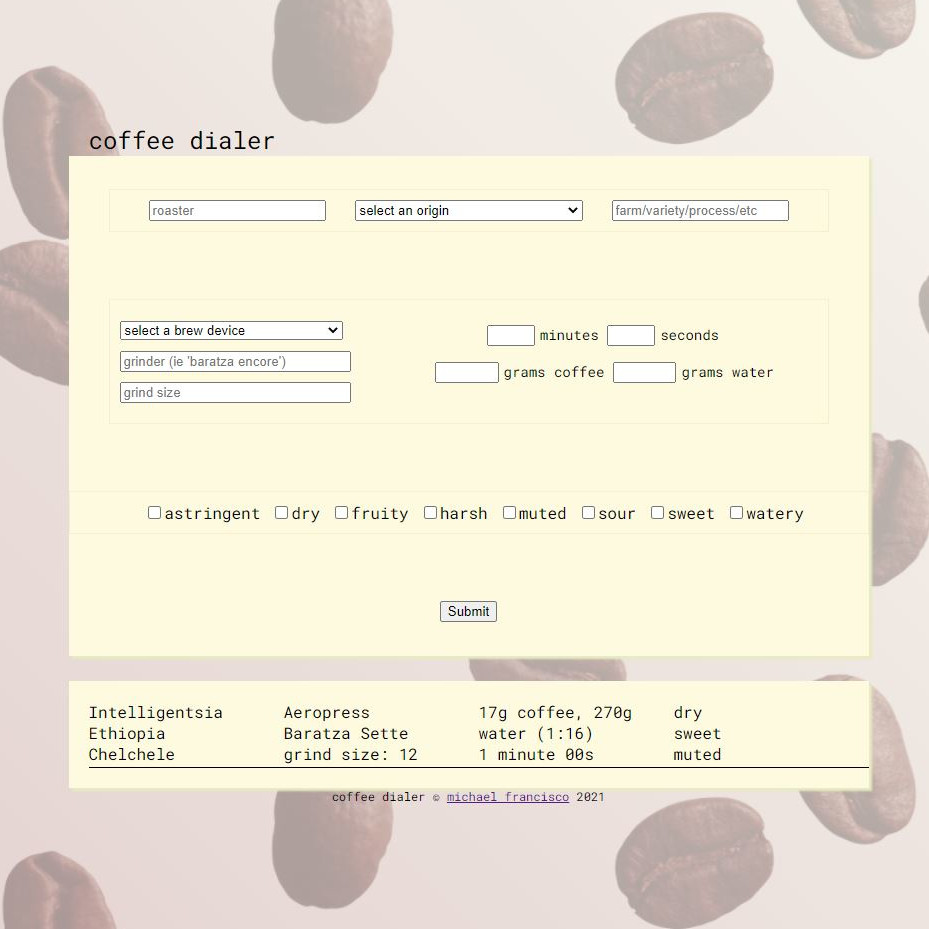 coffee dialer
roaster select an origin farm/variety/process/etc
select a brew device
minutes seconds
grinder (ie 'baratza encore')
grams coffee grams water
grind size
astringent dry fruity harsh muted sour sweet watery
Submit
Intelligentsia Aeropress 17g coffee, 270g dry
Ethiopia Baratza Sette water (1:16) sweet
Chelchele grind size: 12 1 minute 00s muted
coffee dialer © michael francisco 2021